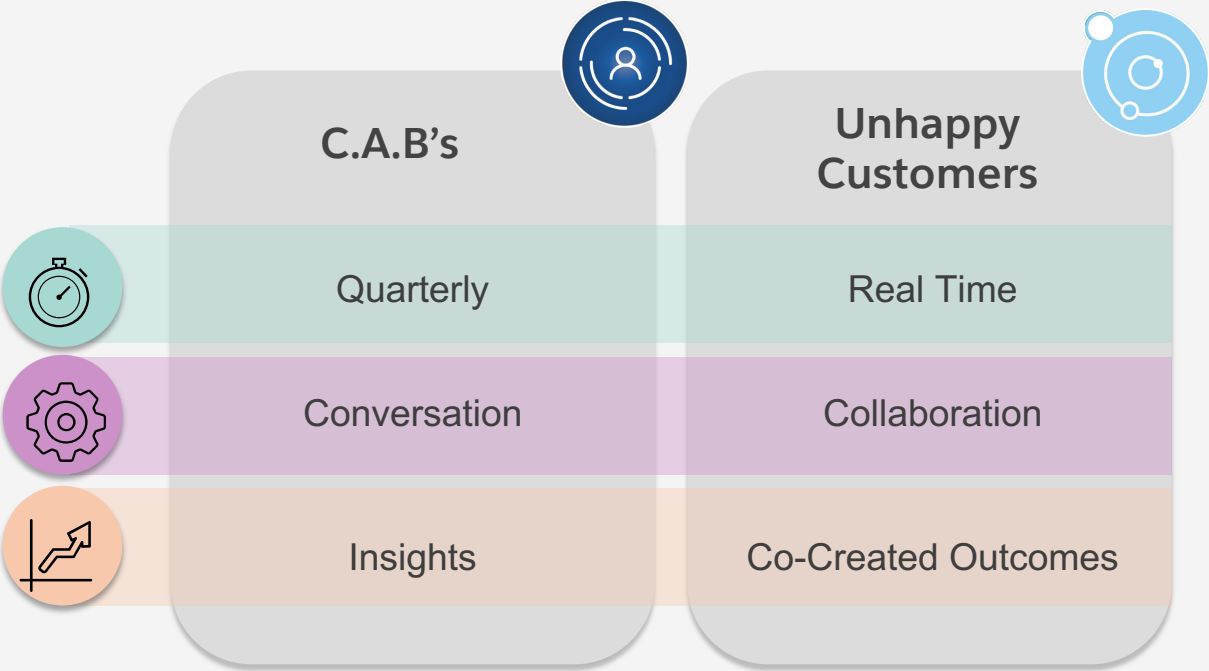 C.A.B’s
Unhappy
Customers
Quarterly
Real Time
Conversation
Collaboration
Insights
Co-Created Outcomes